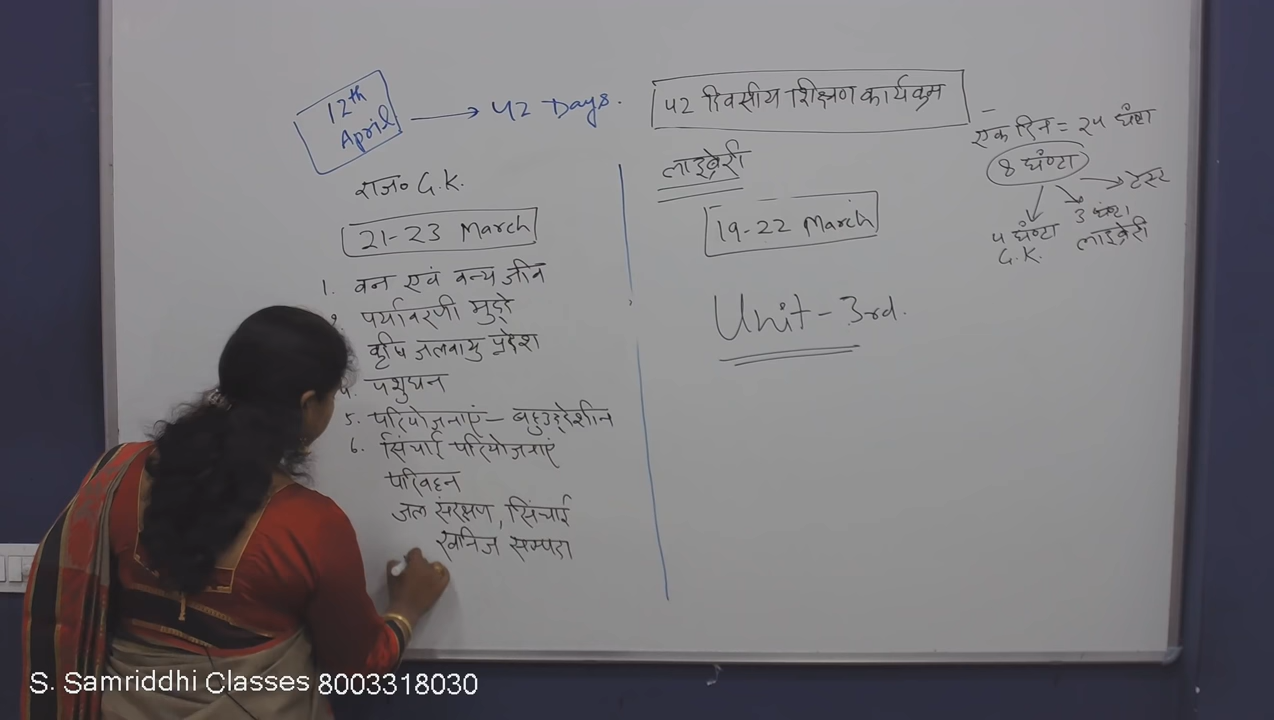 12th April → 42 Days.
42 दिवसीय शिक्षण कार्यक्रम
राज० G.K.
21-23 March
1. वन एवं वन्य जीव
2. पर्यावरणी मुद्दे
कृषि जलवायु प्रदेश
4. पशुधन
5. परियोजनाएं - बहुउद्देशीन
6. सिंचाई परियोजनाएं
परिवहन
जल संरक्षण, सिंचाई
खनिज सम्पदा
लाइब्रेरी
19-22 March
Unit - 3rd.
एक दिन = 24 घंटा
8 घंण्टा
टेस्ट
3 घंटा
लाइब्रेरी
4 घंण्टा
G.K.
S. Samriddhi Classes 8003318030